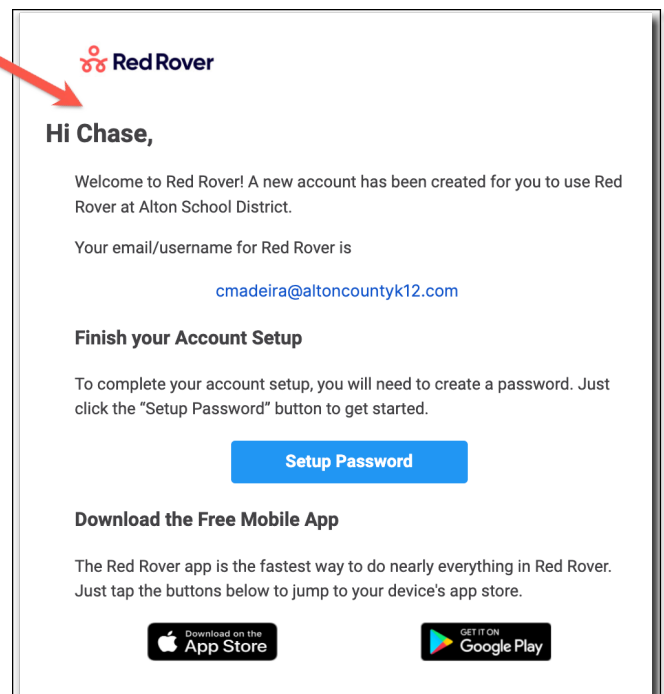 Red Rover
Hi Chase,
Welcome to Red Rover! A new account has been created for you to use Red
Rover at Alton School District.
Your email/username for Red Rover is
cmadeira@altoncountyk12.com
Finish your Account Setup
To complete your account setup, you will need to create a password. Just
click the “Setup Password” button to get started.
Setup Password
Download the Free Mobile App
The Red Rover app is the fastest way to do nearly everything in Red Rover.
Just tap the buttons below to jump to your device's app store.
Download on the
App Store
GET IT ON
Google Play